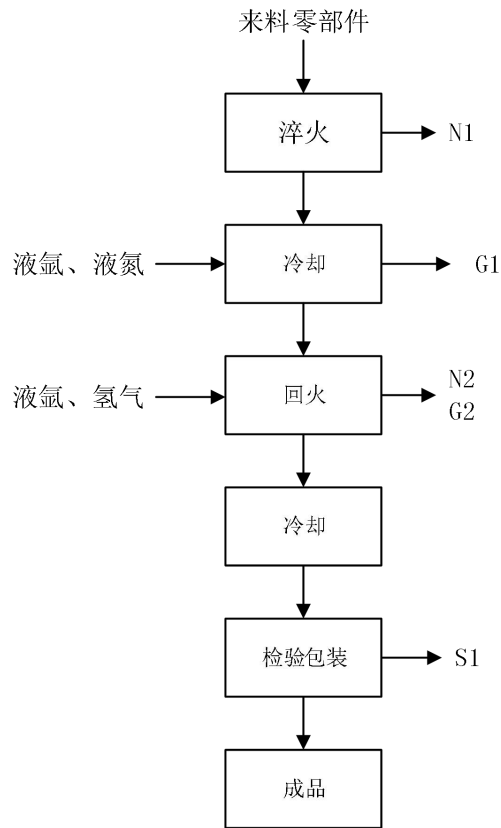 来料零部件
淬火
N1
液氩、液氮
冷却
G1
液氩、氢气
回火
N2
G2
冷却
检验包装
S1
成品